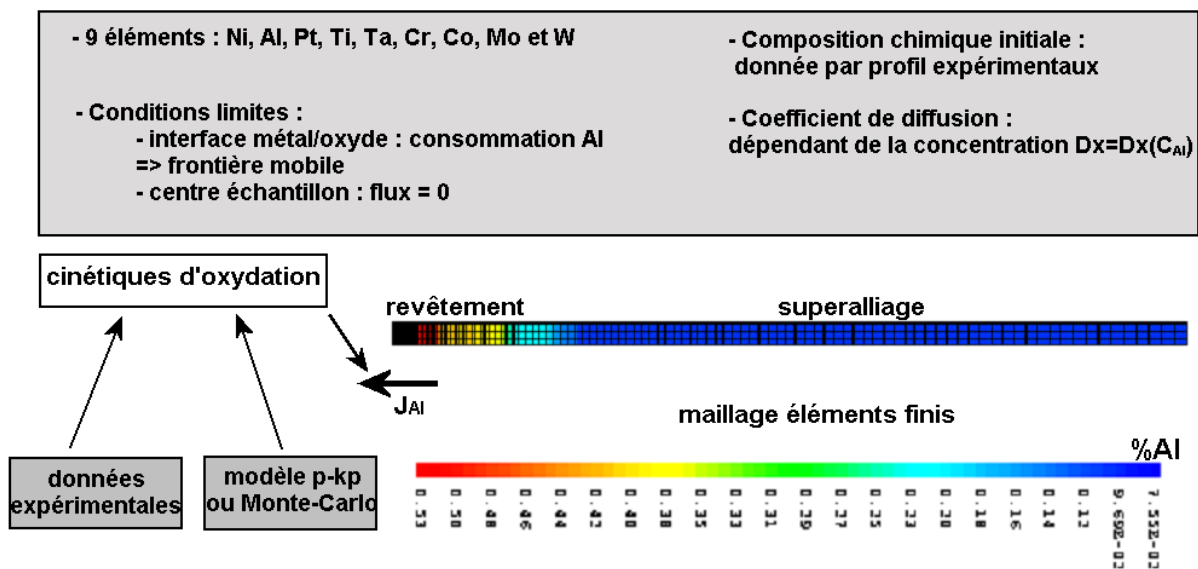 - 9 éléments : Ni, Al, Pt, Ti, Ta, Cr, Co, Mo et W
- Conditions limites :
- interface métal/oxyde : consommation Al
=> frontière mobile
- centre échantillon : flux = 0
- Composition chimique initiale :
donnée par profil expérimentaux
- Coefficient de diffusion :
dépendant de la concentration Dx=Dx(CAl)
cinétiques d'oxydation
revêtement
superalliage
JAl
maillage éléments finis
données
expérimentales
modèle p-kp
ou Monte-Carlo
%Al
0.53
0.50
0.48
0.46
0.44
0.42
0.40
0.38
0.35
0.33
0.31
0.29
0.27
0.25
0.23
0.20
0.18
0.16
0.14
0.12
9.69E-02
7.55E-02